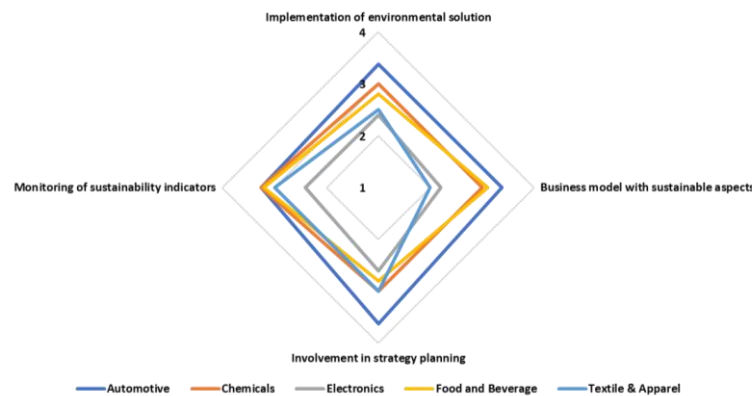 Implementation of environmental solution
4
3
2
Monitoring of sustainability indicators
1
Business model with sustainable aspects
Involvement in strategy planning
Automotive
Chemicals
Electronics
Food and Beverage
Textile & Apparel